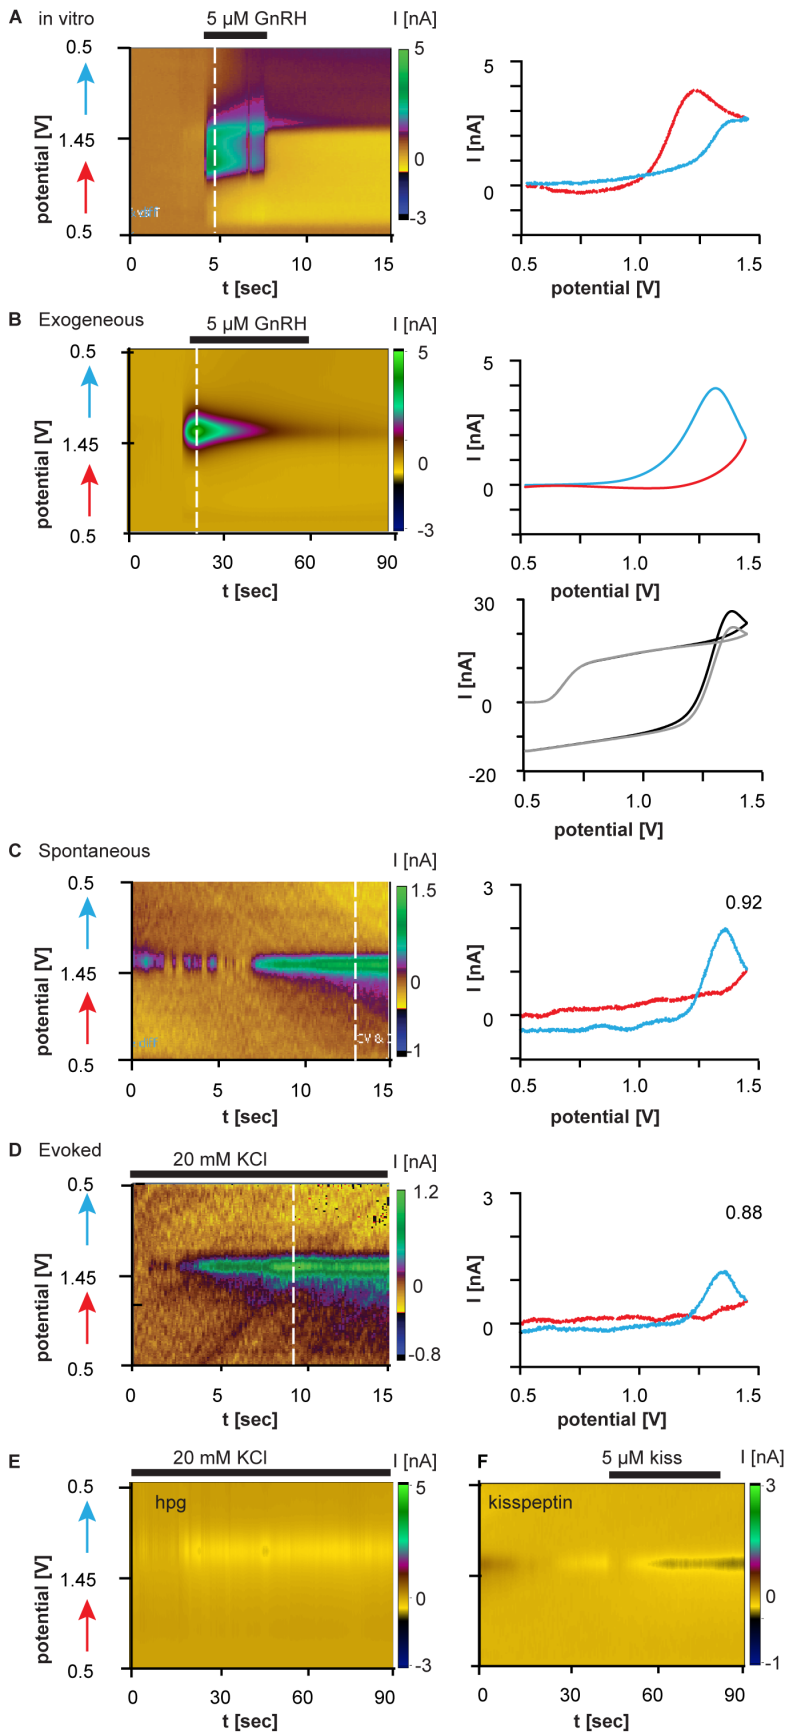 A in vitro
5 µM GnRH
I [nA]
0.5
1.45
0.5
potential [V]
5
0
-3
0 5 10 15
t [sec]
5
0
I [nA]
0.5 1.0 1.5
potential [V]
B Exogeneous
5 µM GnRH
I [nA]
0.5
1.45
0.5
potential [V]
5
0
-3
0 30 60 90
t [sec]
5
0
I [nA]
0.5 1.0 1.5
potential [V]
30
0
-20
I [nA]
0.5 1.0 1.5
potential [V]
C Spontaneous
I [nA]
0.5
1.45
0.5
potential [V]
1.5
0
-1
CV &
0 5 10 15
t [sec]
3
0
I [nA]
0.92
0.5 1.0 1.5
potential [V]
D Evoked
20 mM KCl
I [nA]
0.5
1.45
0.5
potential [V]
1.2
0
-0.8
0 5 10 15
t [sec]
3
0
I [nA]
0.88
0.5 1.0 1.5
potential [V]
E
20 mM KCl
I [nA]
hpg
0.5
1.45
0.5
potential [V]
5
0
-3
0 30 60 90
t [sec]
F
5 µM kiss
I [nA]
kisspeptin
3
0
-1
0 30 60 90
t [sec]